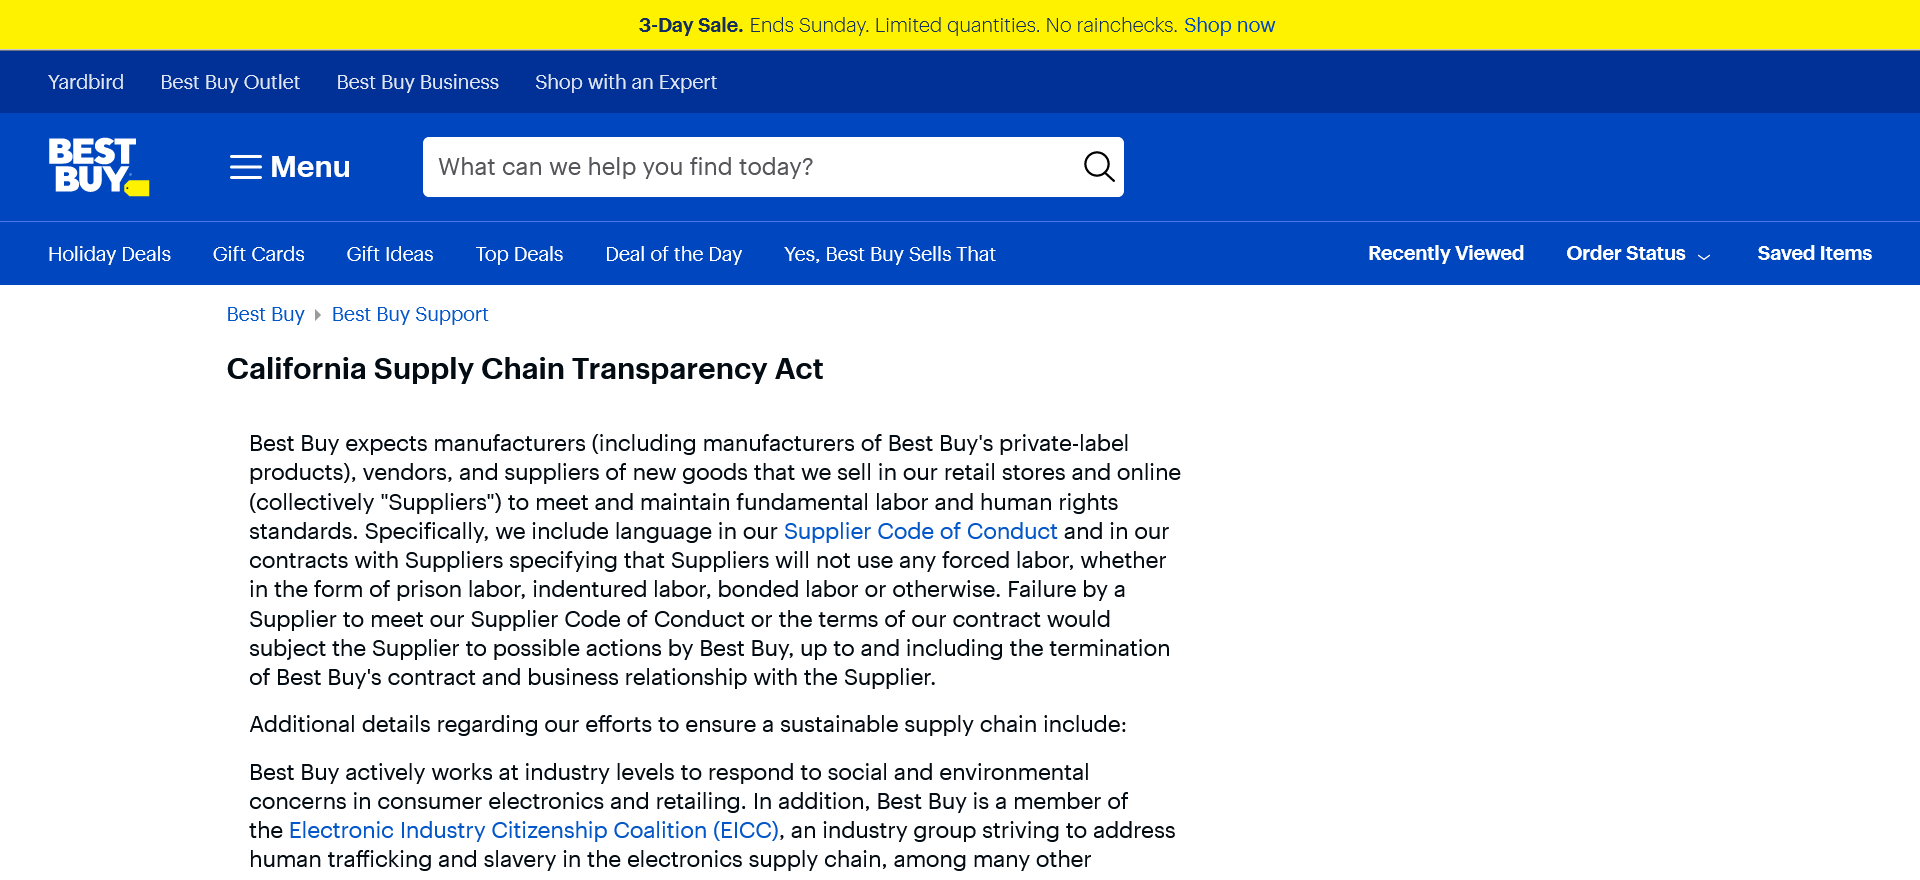 3-Day Sale. Ends Sunday. Limited quantities. No rainchecks. Shop now
Yardbird Best Buy Outlet Best Buy Business Shop with an Expert
BEST
BUY
Menu
What can we help you find today?
Holiday Deals Gift Cards Gift Ideas Top Deals Deal of the Day Yes, Best Buy Sells That Recently Viewed Order Status Saved Items
Best Buy Best Buy Support
California Supply Chain Transparency Act
Best Buy expects manufacturers (including manufacturers of Best Buy's private-label
products), vendors, and suppliers of new goods that we sell in our retail stores and online
(collectively "Suppliers") to meet and maintain fundamental labor and human rights
standards. Specifically, we include language in our Supplier Code of Conduct and in our
contracts with Suppliers specifying that Suppliers will not use any forced labor, whether
in the form of prison labor, indentured labor, bonded labor or otherwise. Failure by a
Supplier to meet our Supplier Code of Conduct or the terms of our contract would
subject the Supplier to possible actions by Best Buy, up to and including the termination
of Best Buy's contract and business relationship with the Supplier.
Additional details regarding our efforts to ensure a sustainable supply chain include:
Best Buy actively works at industry levels to respond to social and environmental
concerns in consumer electronics and retailing. In addition, Best Buy is a member of
the Electronic Industry Citizenship Coalition (EICC), an industry group striving to address
human trafficking and slavery in the electronics supply chain, among many other